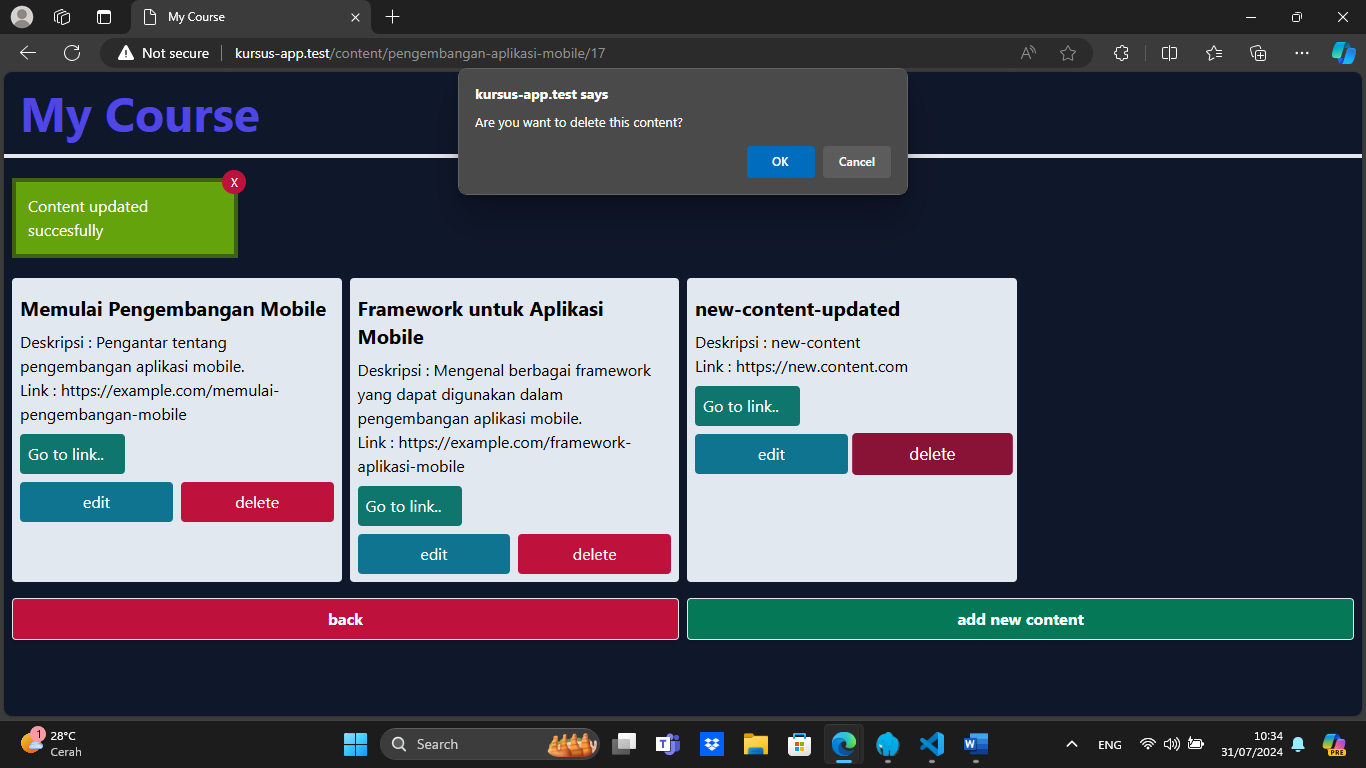 My Course
Not secure
kursus-app.test/content/pengembangan-aplikasi-mobile/17
kursus-app.test says
Are you want to delete this content?
OK
Cancel
My Course
X
Content updated
succesfully
Memulai Pengembangan Mobile
Deskripsi : Pengantar tentang
pengembangan aplikasi mobile.
Link : https://example.com/memulai-
pengembangan-mobile
Go to link..
edit
delete
Framework untuk Aplikasi
Mobile
Deskripsi : Mengenal berbagai framework
yang dapat digunakan dalam
pengembangan aplikasi mobile.
Link : https://example.com/framework-
aplikasi-mobile
Go to link..
edit
delete
new-content-updated
Deskripsi : new-content
Link : https://new.content.com
Go to link..
edit
delete
back
add new content
1
28°C
Cerah
Search
ENG
10:34
31/07/2024
PRE